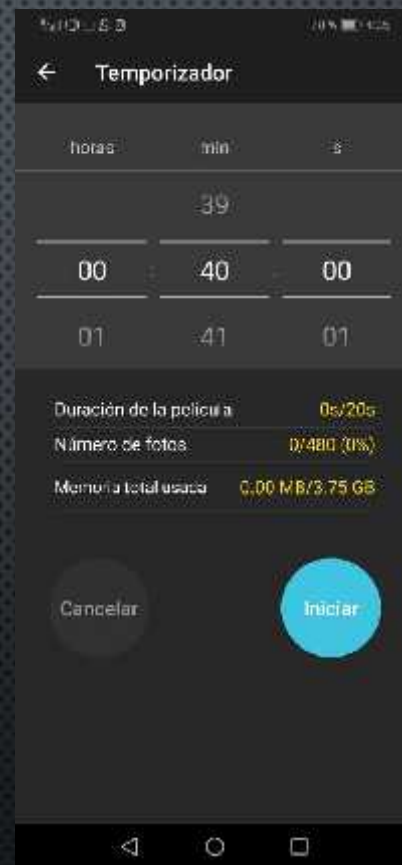 ← Temporizador
horas min s
39
00 : 40 : 00
01 41 01
Duración de la película 0s/20s
Número de fotos 0/480 (0%)
Memoria total usada 0.00 MB/3.75 GB
Cancelar Iniciar